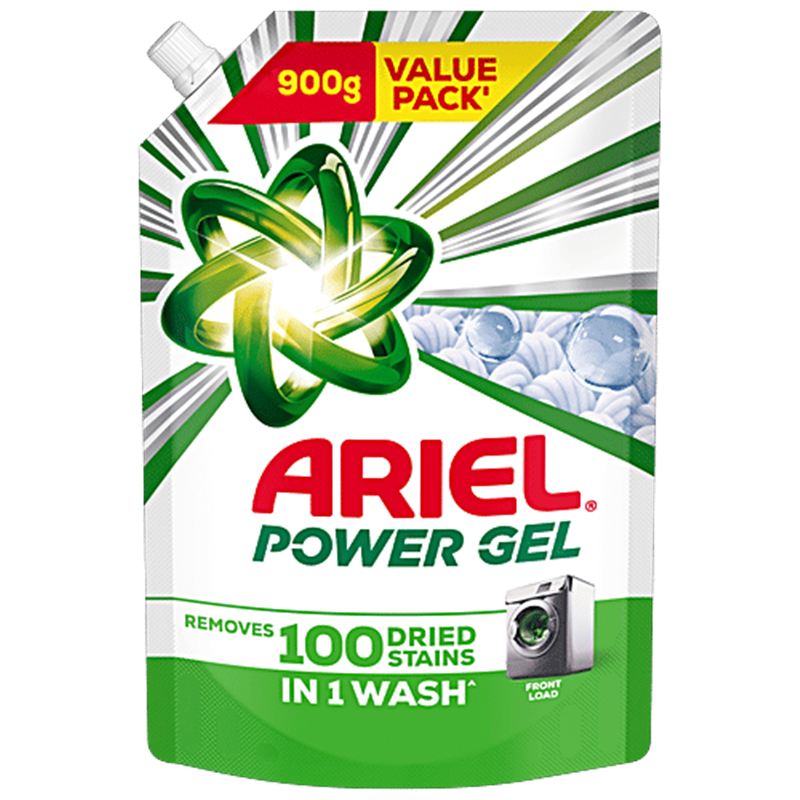 900g
VALUE
PACK'
ARIEL®
POWER GEL
REMOVES 100 DRIED
STAINS
IN 1 WASH^
FRONT
LOAD